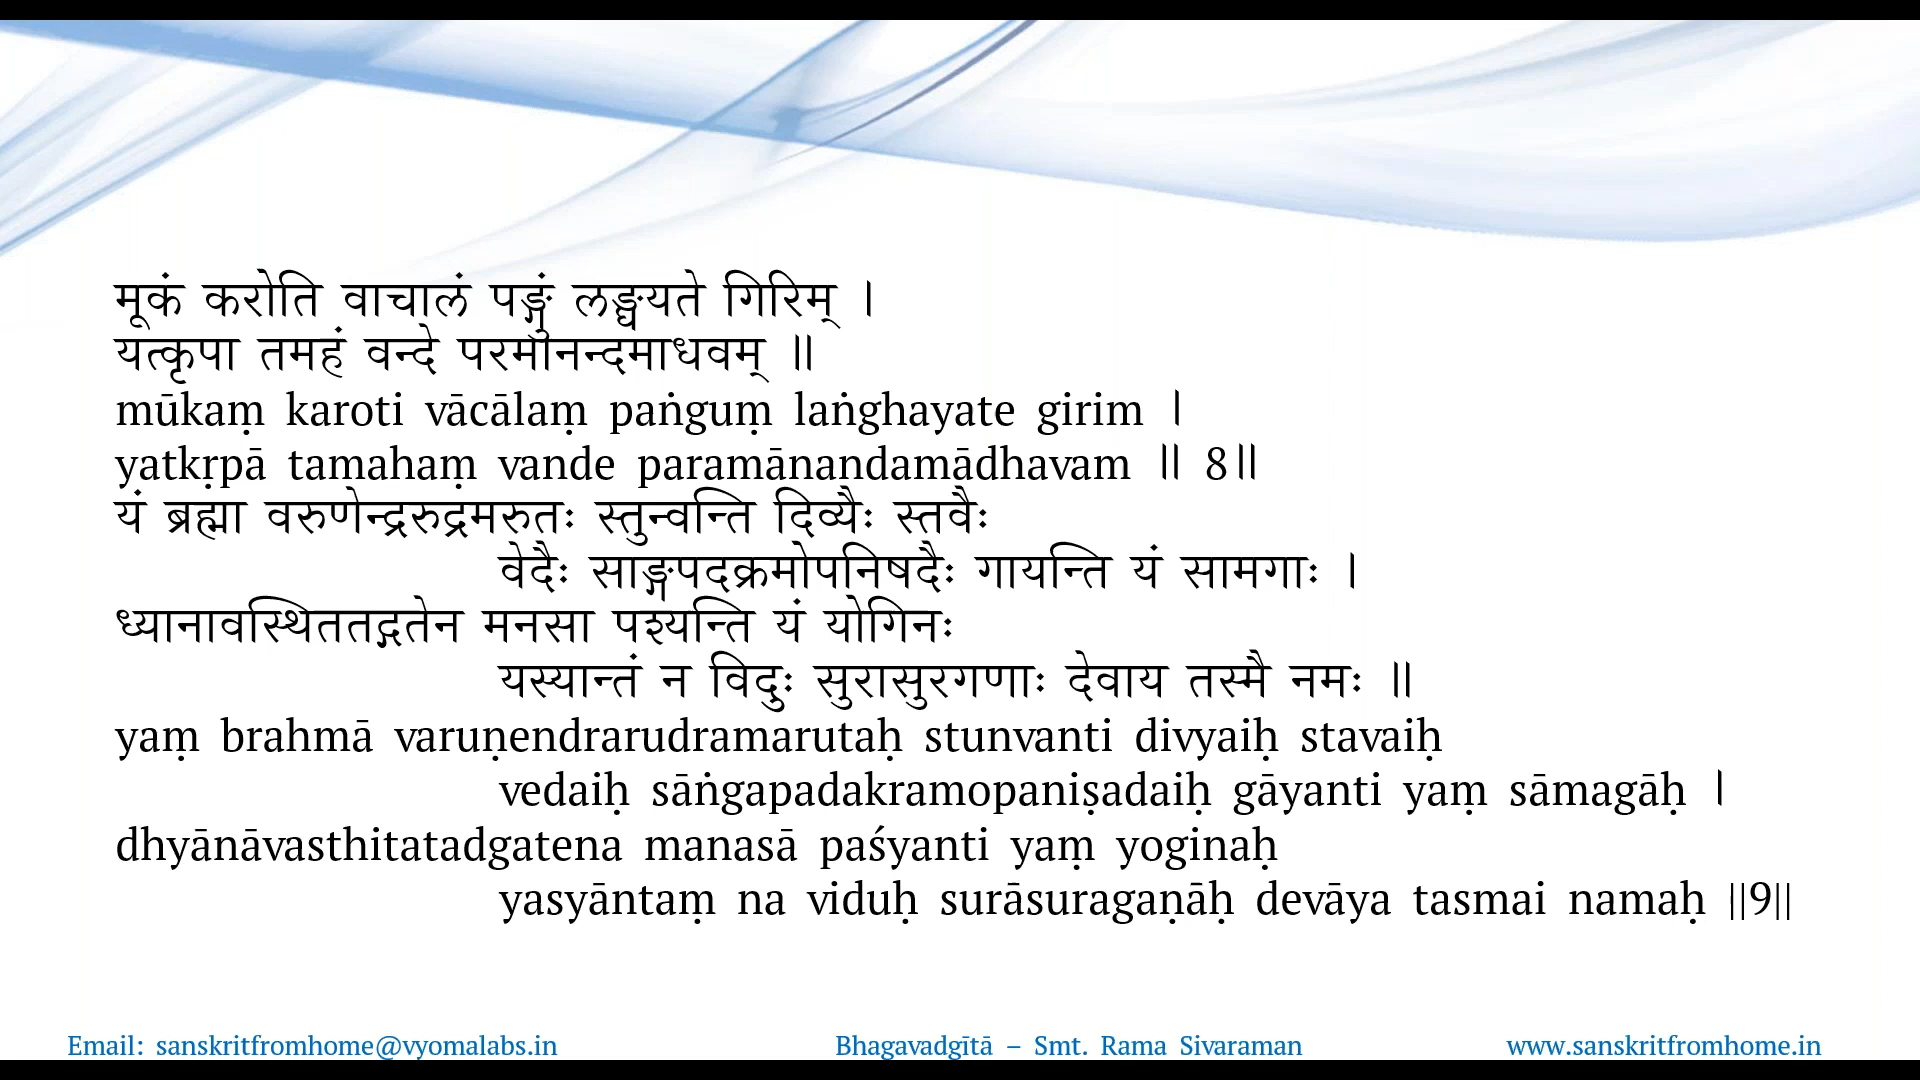 मूकं करोति वाचालं पङ्गुं लङ्घयते गिरिम् ।
यत्कृपा तमहं वन्दे परमानन्दमाधवम् ॥
mūkaṃ karoti vācālaṃ paṅguṃ laṅghayate girim ।
yatkṛpā tamahaṃ vande paramānandamādhavam ॥ 8॥
यं ब्रह्मा वरुणेन्द्ररुद्रमरुतः स्तुन्वन्ति दिव्यैः स्तवैः
वेदैः साङ्गपदक्रमोपनिषदैः गायन्ति यं सामगाः ।
ध्यानावस्थिततद्गतेन मनसा पश्यन्ति यं योगिनः
यस्यान्तं न विदुः सुरासुरगणाः देवाय तस्मै नमः ॥
yaṃ brahmā varuṇendrarudramarutaḥ stunvanti divyaiḥ stavaiḥ
vedaiḥ sāṅgapadakramopaniṣadaiḥ gāyanti yaṃ sāmagāḥ ।
dhyānāvasthitatadgatena manasā paśyanti yaṃ yoginaḥ
yasyāntaṃ na viduḥ surāsuragaṇāḥ devāya tasmai namaḥ ||9||
Email: sanskritfromhome@vyomalabs.in Bhagavadgītā – Smt. Rama Sivaraman www.sanskritfromhome.in